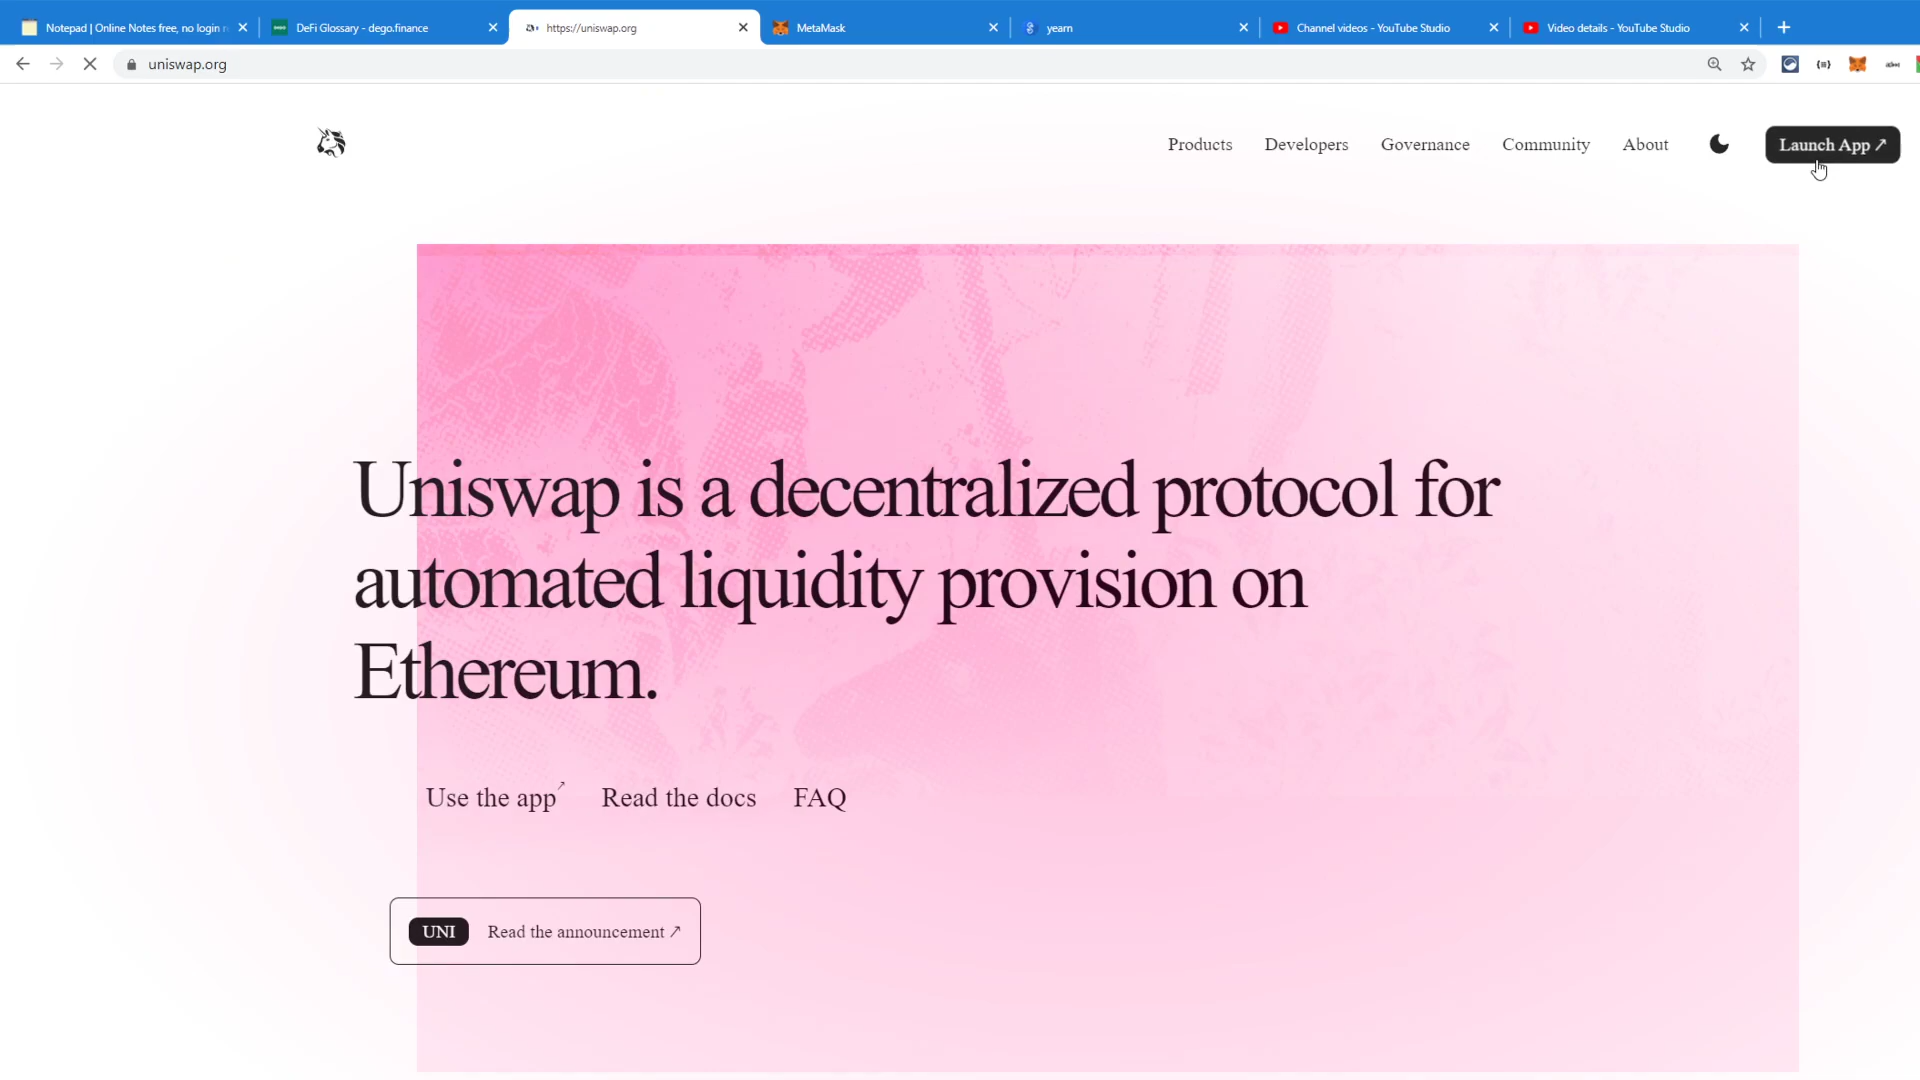 Notepad | Online Notes free, no login
DeFi Glossary - dego.finance
https://uniswap.org
MetaMask
yearn
Channel videos - YouTube Studio
Video details - YouTube Studio
uniswap.org
Products
Developers
Governance
Community
About
Launch App ↗
Uniswap is a decentralized protocol for
automated liquidity provision on
Ethereum.
Use the app↗
Read the docs
FAQ
UNI Read the announcement ↗